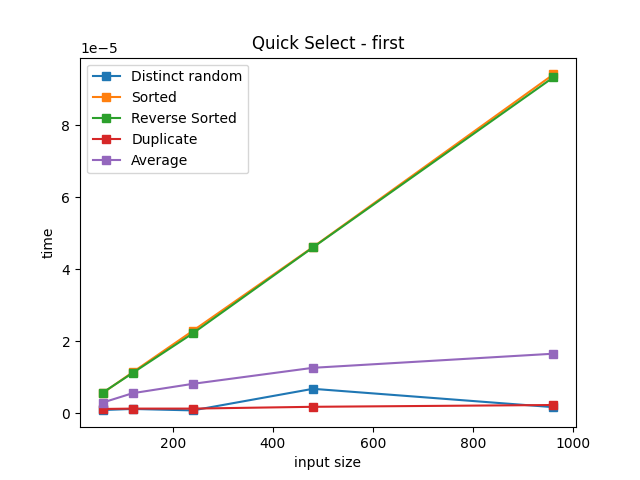 Quick Select - first
1e−5
Distinct random
Sorted
Reverse Sorted
Duplicate
Average
8
6
4
2
0
time
200
400
600
800
1000
input size